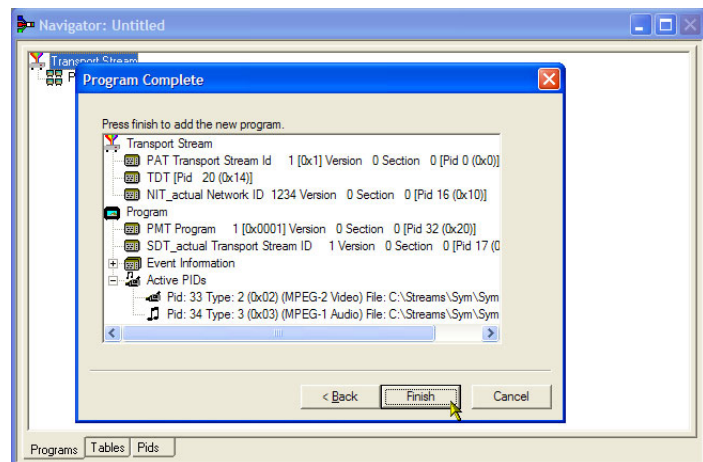 Navigator: Untitled
Transport Stream
P
Program Complete
Press finish to add the new program.
Transport Stream
PAT Transport Stream Id 1 [0x1] Version 0 Section 0 [Pid 0 (0x0)]
TDT [Pid 20 (0x14)]
NIT_actual Network ID 1234 Version 0 Section 0 [Pid 16 (0x10)]
Program
PMT Program 1 [0x0001] Version 0 Section 0 [Pid 32 (0x20)]
SDT_actual Transport Stream ID 1 Version 0 Section 0 [Pid 17 (0
Event Information
Active PIDs
Pid: 33 Type: 2 (0x02) (MPEG-2 Video) File: C:\Streams\Sym\Sym
Pid: 34 Type: 3 (0x03) (MPEG-1 Audio) File: C:\Streams\Sym\Sym
< Back Finish Cancel
Programs Tables Pids